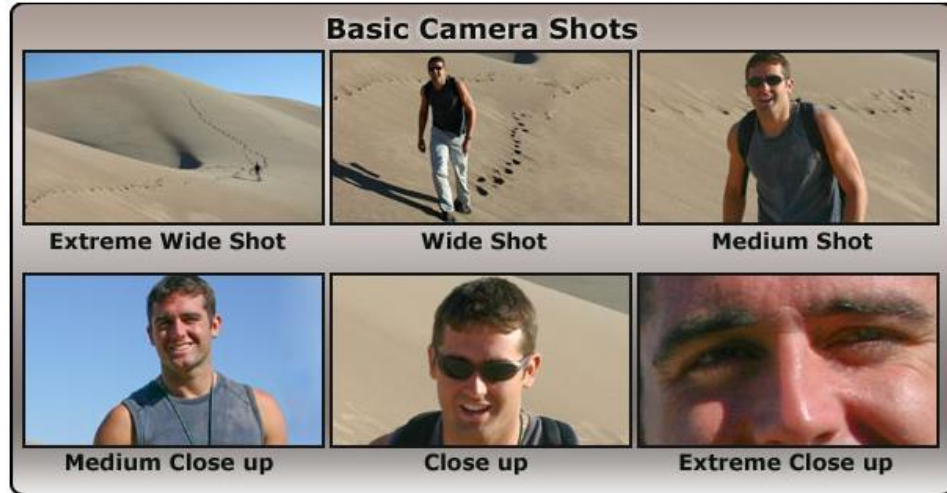 Basic Camera Shots
Extreme Wide Shot
Wide Shot
Medium Shot
Medium Close up
Close up
Extreme Close up